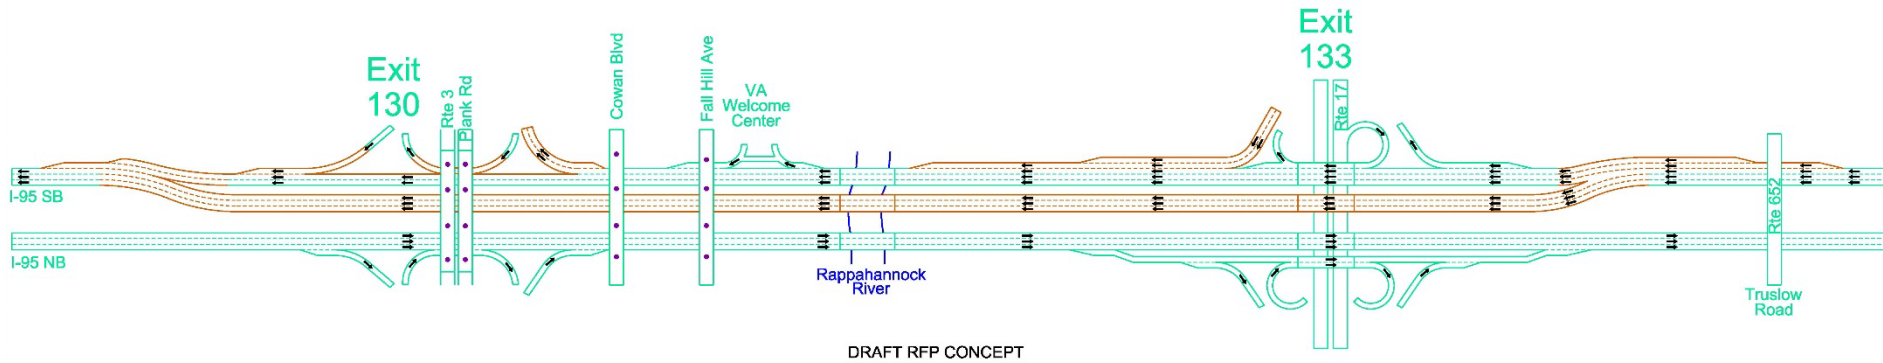 Exit
130
Rte 3
Plank Rd
Cowan Blvd
Fall Hill Ave
VA
Welcome
Center
Exit
133
Rte 17
Rte 652
I-95 SB
I-95 NB
Rappahannock
River
Truslow
Road
DRAFT RFP CONCEPT